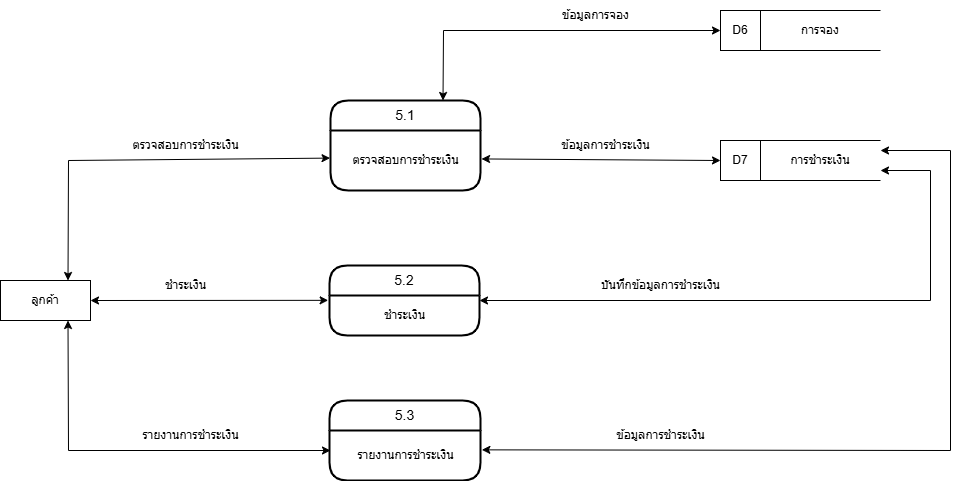 ข้อมูลการจอง
D6
การจอง
5.1
ตรวจสอบการชำระเงิน
ตรวจสอบการชำระเงิน
ข้อมูลการชำระเงิน
D7
การชำระเงิน
ชำระเงิน
5.2
บันทึกข้อมูลการชำระเงิน
ลูกค้า
ชำระเงิน
5.3
รายงานการชำระเงิน
ข้อมูลการชำระเงิน
รายงานการชำระเงิน